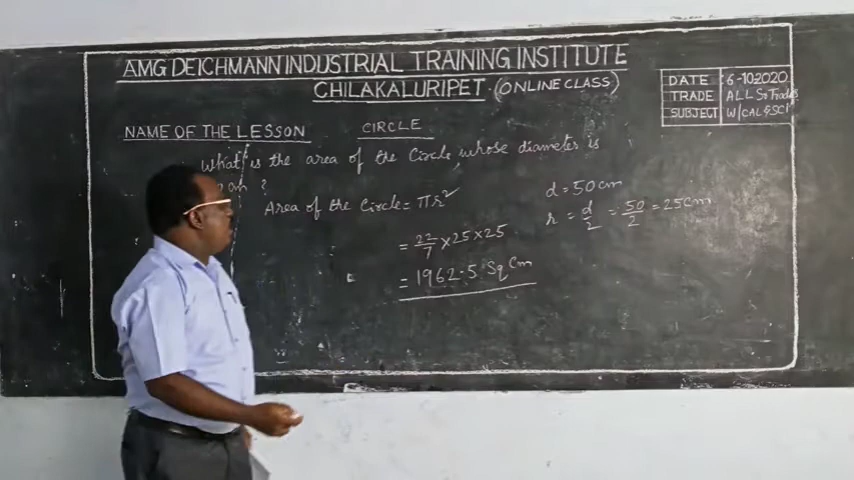 AMG DEICHMANN INDUSTRIAL TRAINING INSTITUTE
CHILAKALURIPET. (ONLINE CLASS)
DATE : 6-10-2020
TRADE ALL
SUBJECT W/CAL & SCI
NAME OF THE LESSON CIRCLE
What is the area of the Circle whose diameter is
cm ?
Area of the Circle = πr² ✓
= 22/7 × 25 × 25
= 1962.5 Sq Cm
d = 50 cm
r = d/2 = 50/2 = 25 Cm